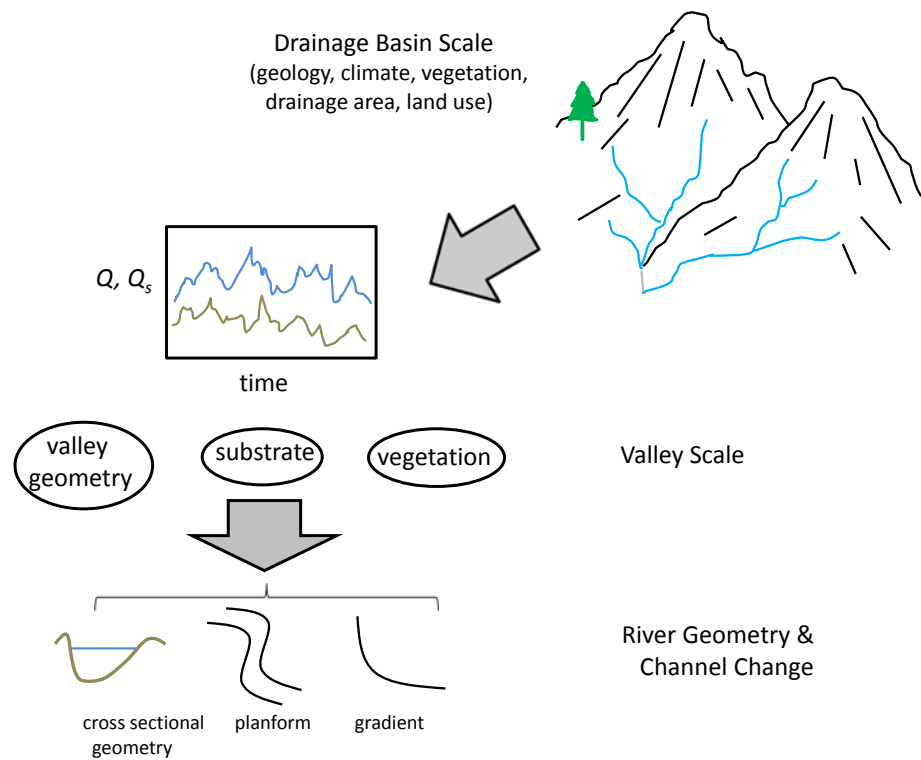 Drainage Basin Scale
(geology, climate, vegetation,
drainage area, land use)
Q, Qs
time
valley
geometry
substrate
vegetation
Valley Scale
River Geometry &
Channel Change
cross sectional
geometry
planform
gradient